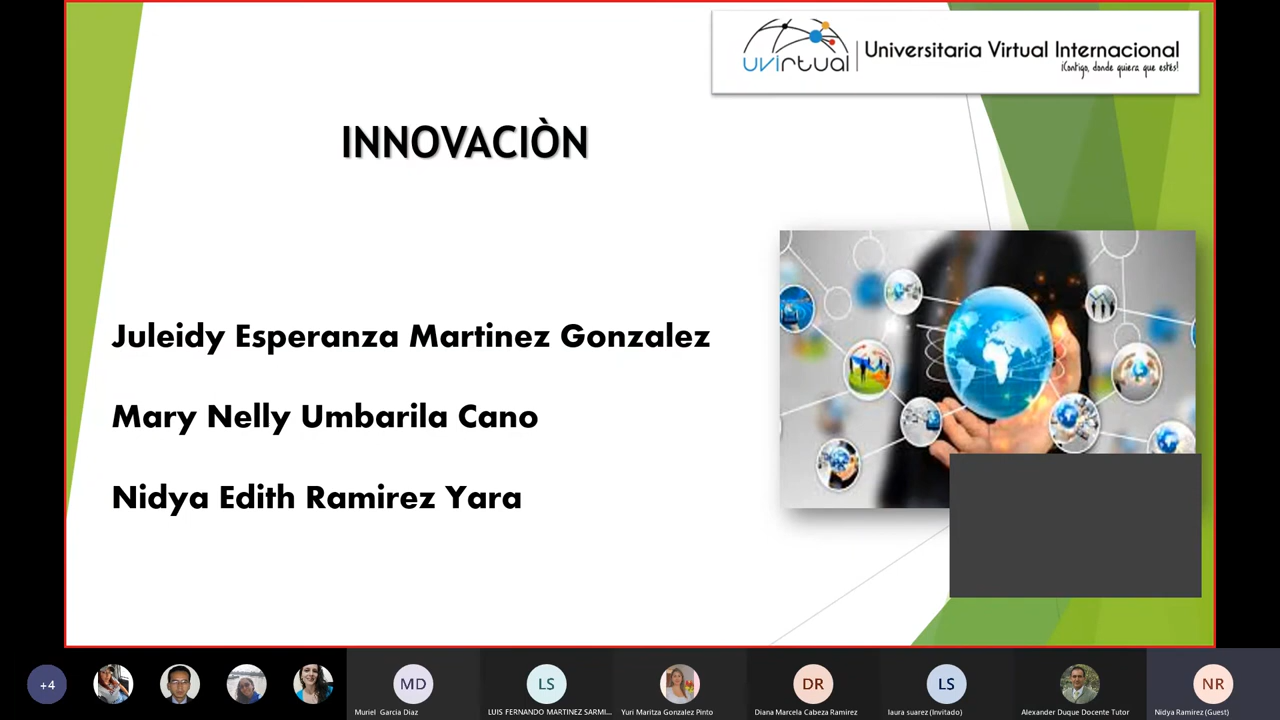 uvirtual
Universitaria Virtual Internacional
¡Contigo, donde quiera que estés!
INNOVACIÒN
Juleidy Esperanza Martinez Gonzalez
Mary Nelly Umbarila Cano
Nidya Edith Ramirez Yara
+4
MD
LS
DR
LS
NR
Muriel Garcia Diaz
LUIS FERNANDO MARTINEZ SARMI...
Yuri Maritza Gonzalez Pinto
Diana Marcela Cabeza Ramirez
laura suarez (Invitado)
Alexander Duque Docente Tutor
Nidya Ramirez (Guest)